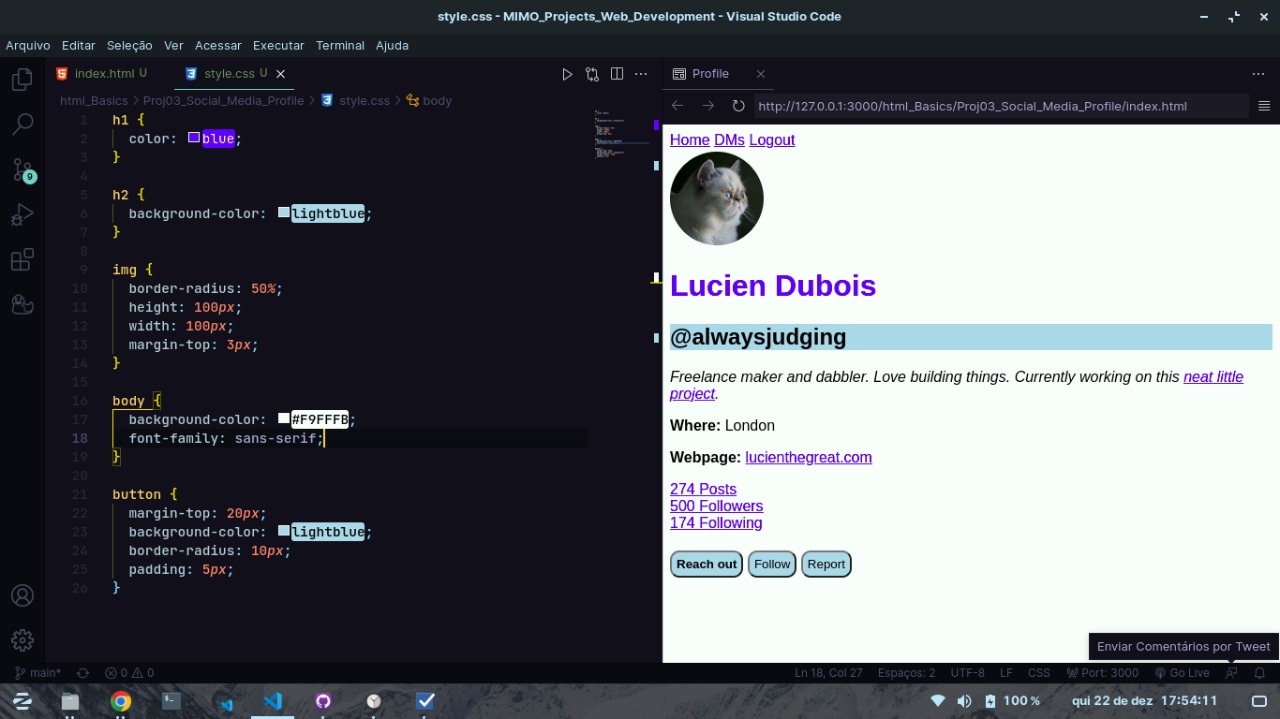 style.css - MIMO_Projects_Web_Development - Visual Studio Code
Arquivo Editar Seleção Ver Acessar Executar Terminal Ajuda
index.html U
style.css U
html_Basics > Proj03_Social_Media_Profile > style.css > body
1 h1 {
2 color: blue;
3 }
4
5 h2 {
6 background-color: lightblue;
7 }
8
9 img {
10 border-radius: 50%;
11 height: 100px;
12 width: 100px;
13 margin-top: 3px;
14 }
15
16 body {
17 background-color: #F9FFFB;
18 font-family: sans-serif;
19 }
20
21 button {
22 margin-top: 20px;
23 background-color: lightblue;
24 border-radius: 10px;
25 padding: 5px;
26 }
9
Profile
http://127.0.0.1:3000/html_Basics/Proj03_Social_Media_Profile/index.html
Home DMs Logout
Lucien Dubois
@alwaysjudging
Freelance maker and dabbler. Love building things. Currently working on this neat little
project.
Where: London
Webpage: lucienthegreat.com
274 Posts
500 Followers
174 Following
Reach out Follow Report
Enviar Comentários por Tweet
main* 0 0 Ln 18, Col 27 Espaços: 2 UTF-8 LF CSS Port: 3000 Go Live
100 % qui 22 de dez 17:54:11